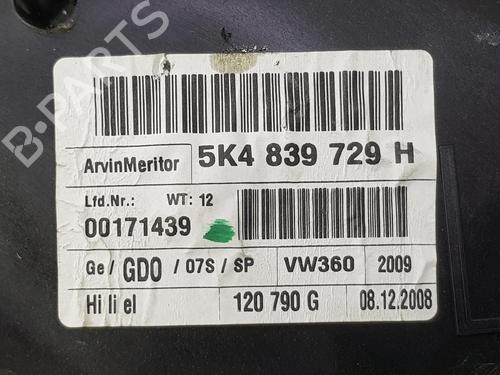 B-PARTS
ArvinMeritor 5K4 839 729 H
Lfd.Nr.: WT: 12
00171439
Ge/ GDO / 07S / SP VW360 2009
Hi li el 120 790 G 08.12.2008